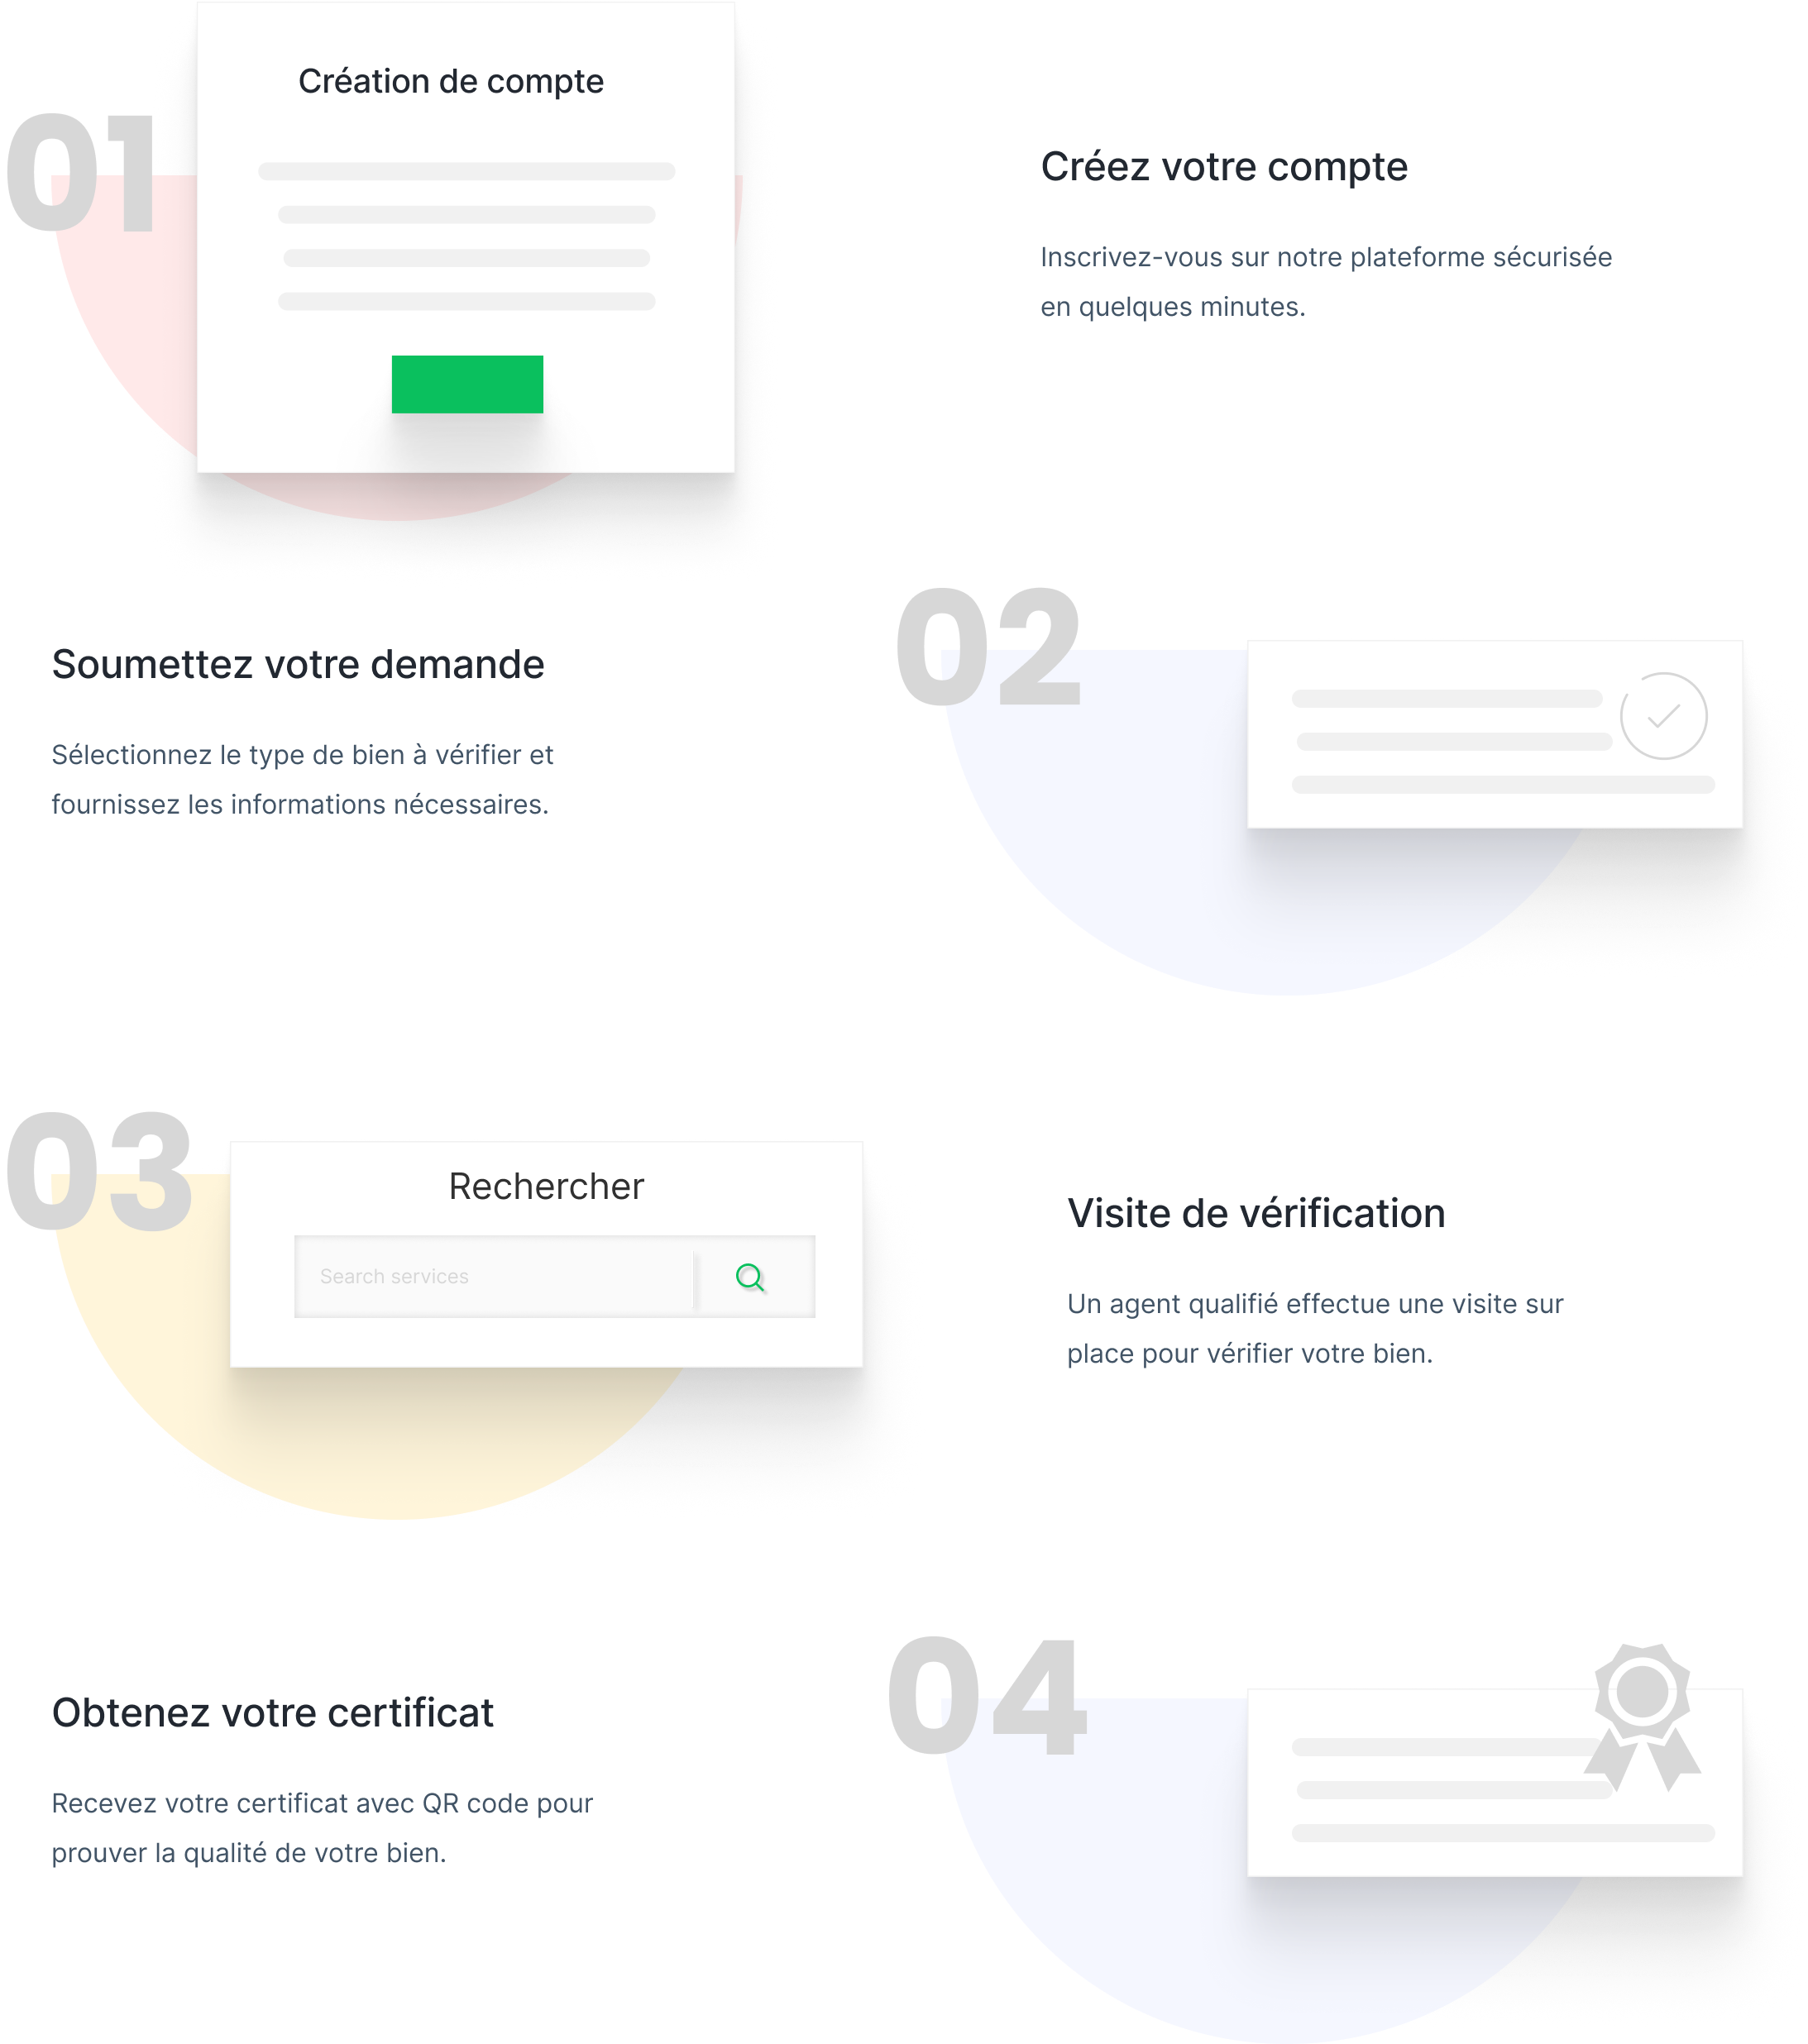 01
Création de compte
Créez votre compte
Inscrivez-vous sur notre plateforme sécurisée
en quelques minutes.
02
Soumettez votre demande
Sélectionnez le type de bien à vérifier et
fournissez les informations nécessaires.
03
Rechercher
Search services
Visite de vérification
Un agent qualifié effectue une visite sur
place pour vérifier votre bien.
04
Obtenez votre certificat
Recevez votre certificat avec QR code pour
prouver la qualité de votre bien.